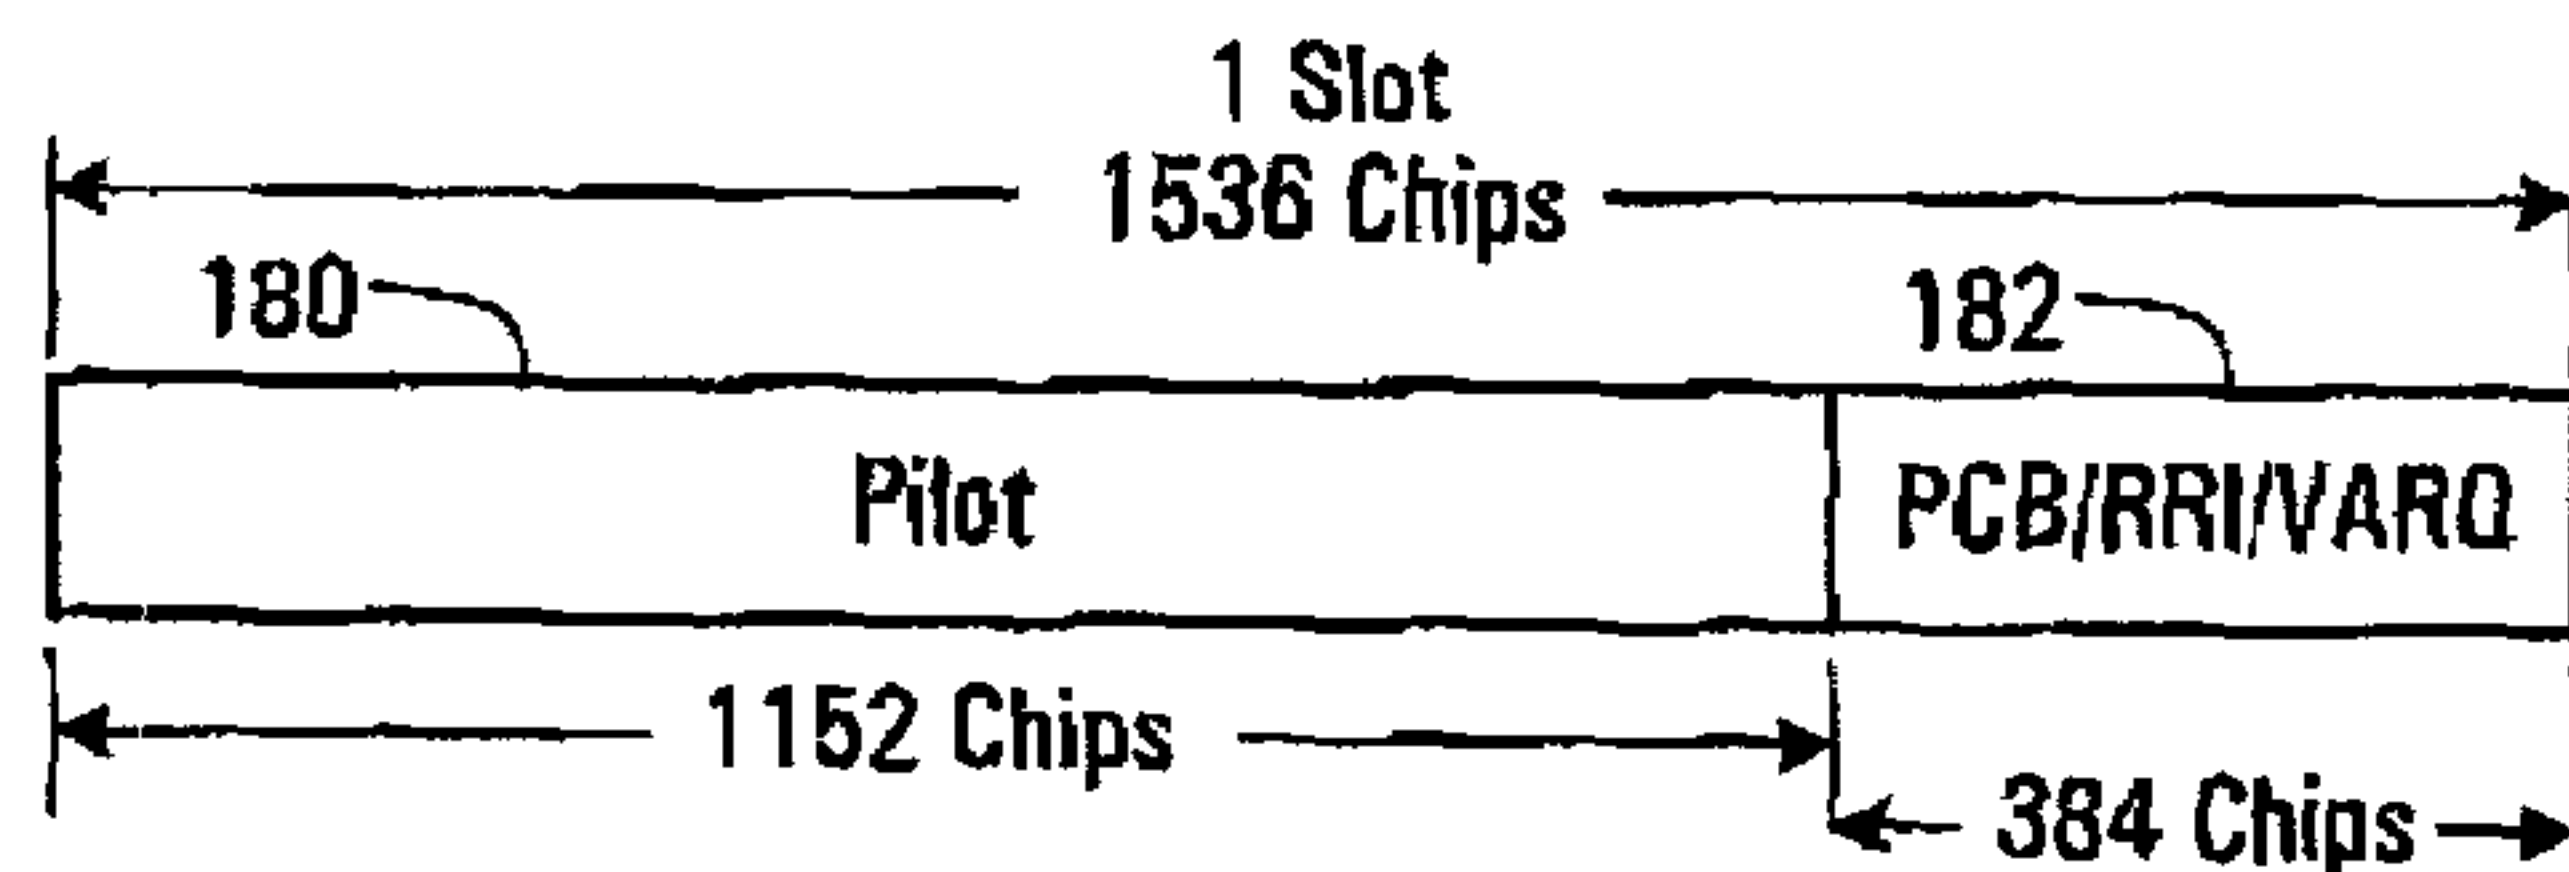 1 Slot
1536 Chips
180
182
Pilot
PCB/RRI/VARQ
1152 Chips
384 Chips